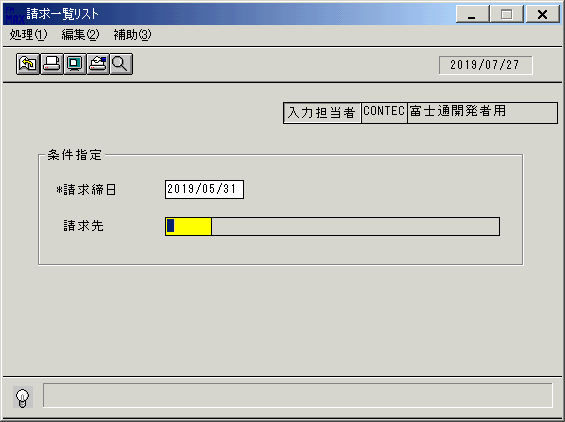 請求一覧リスト
処理(1) 編集(2) 補助(3)
2019/07/27
入力担当者 CONTEC 富士通開発者用
条件指定
*請求締日 2019/05/31
請求先